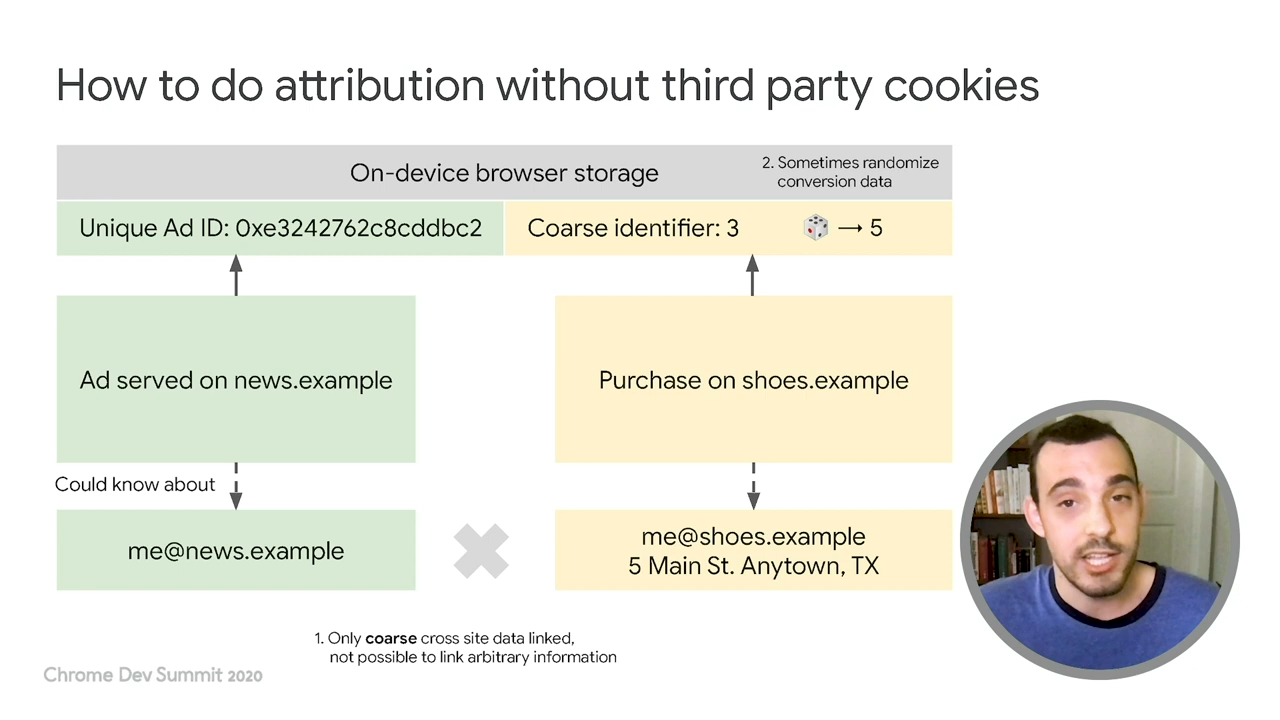 How to do attribution without third party cookies
On-device browser storage
2. Sometimes randomize
conversion data
Unique Ad ID: 0xe3242762c8cddbc2
Coarse identifier: 3
→ 5
Ad served on news.example
Purchase on shoes.example
Could know about
me@news.example
me@shoes.example
5 Main St. Anytown, TX
1. Only coarse cross site data linked,
not possible to link arbitrary information
Chrome Dev Summit 2020